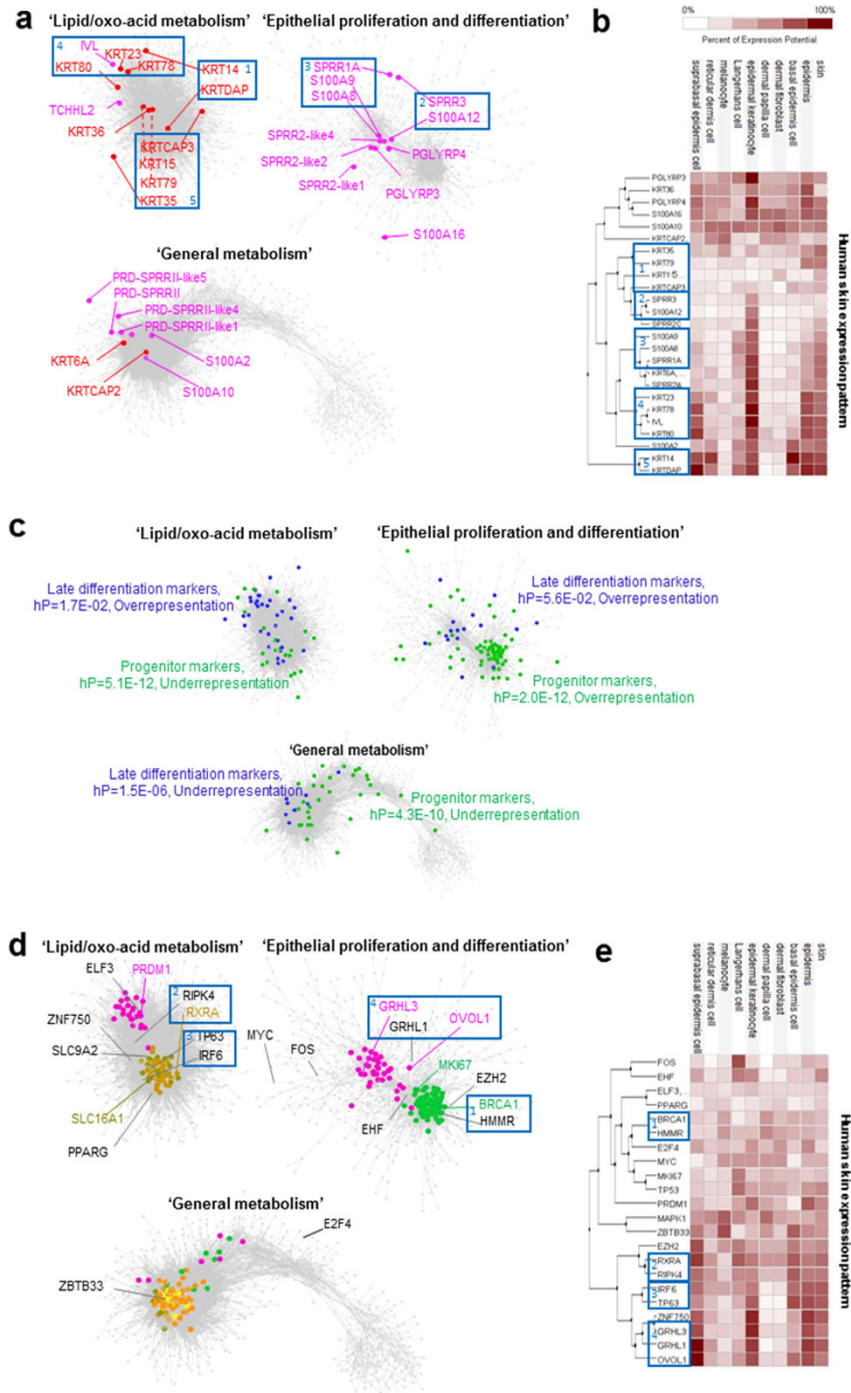 a
'Lipid/oxo-acid metabolism'
4
IVL
KRT23
KRT78
KRT80
KRT14
1
KRTDAP
TCHHL2
KRT36
KRTCAP3
KRT15
KRT79
KRT35
5
'Epithelial proliferation and differentiation'
3
SPRR1A
S100A9
S100A8
2
SPRR3
S100A12
SPRR2-like4
SPRR2-like2
SPRR2-like1
PGLYRP4
PGLYRP3
S100A16
'General metabolism'
PRD-SPRRII-like5
PRD-SPRRII
PRD-SPRRII-like4
PRD-SPRRII-like1
KRT6A
KRTCAP2
S100A2
S100A10
b
0%
100%
Percent of Expression Potential
suprabasal epidermis cell
reticular dermis cell
melanocyte
Langerhans cell
epidermal keratinocyte
dermal papilla cell
dermal fibroblast
basal epidermis cell
epidermis
skin
PGLYRP3
KRT36
PGLYRP4
S100A16
S100A10
KRTCAP2
KRT35
1
KRT79
KRT15...
KRTCAP3
2
SPRR3
S100A12
SPRR2C
3
S100A9
S100A8
SPRR1A
KRT6A,
SPRR2A
KRT23
4
KRT78
IVL
KRT80
S100A2
5
KRT14
KRTDAP
Human skin expression pattern
c
'Lipid/oxo-acid metabolism'
Late differentiation markers,
hP=1.7E-02, Overrepresentation
Progenitor markers,
hP=5.1E-12, Underrepresentation
'Epithelial proliferation and differentiation'
Late differentiation markers,
hP=5.6E-02, Overrepresentation
Progenitor markers,
hP=2.0E-12, Overrepresentation
'General metabolism'
Late differentiation markers,
hP=1.5E-06, Underrepresentation
Progenitor markers,
hP=4.3E-10, Underrepresentation
d
'Lipid/oxo-acid metabolism'
ELF3
PRDM1
2
RIPK4
RXRA
ZNF750
3
TP63
SLC9A2
IRF6
SLC16A1
PPARG
'Epithelial proliferation and differentiation'
4
GRHL3
GRHL1
OVOL1
MYC
FOS
MKI67
EZH2
EHF
1
BRCA1
HMMR
'General metabolism'
E2F4
ZBTB33
e
suprabasal epidermis cell
reticular dermis cell
melanocyte
Langerhans cell
epidermal keratinocyte
dermal papilla cell
dermal fibroblast
basal epidermis cell
epidermis
skin
FOS
EHF
ELF3,
PPARG
1
BRCA1
HMMR
E2F4
MYC
MKI67
TP53
PRDM1
MAPK1
ZBTB33
EZH2
2
RXRA
RIPK4
3
IRF6
TP63
ZNF750
4
GRHL3
GRHL1
OVOL1
Human skin expression pattern